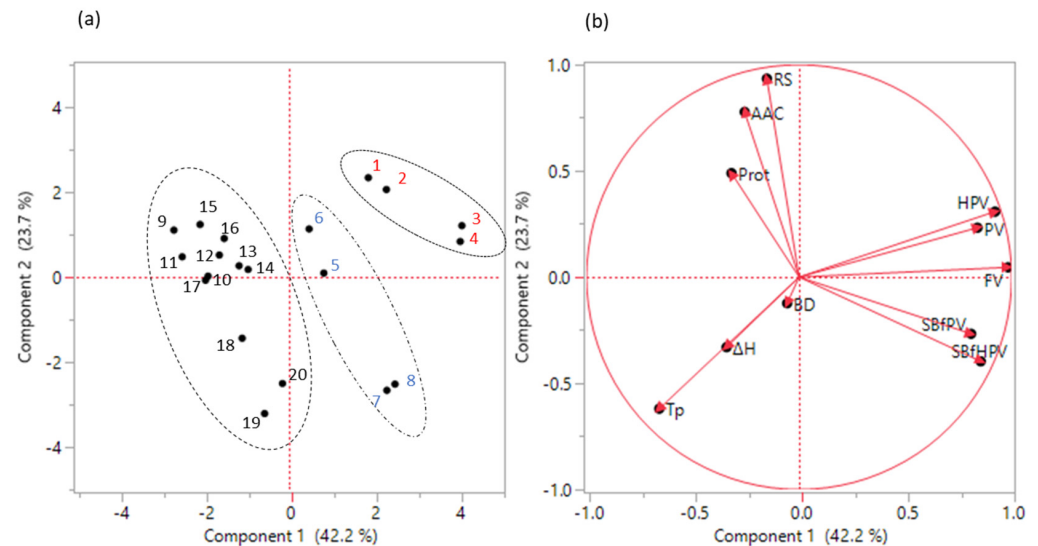 (a)
(b)
Component 2 (23.7 %)
4
2
0
-2
-4
1
2
3
4
15
9
16
6
12
13
11
14
5
17
10
18
20
8
7
19
-4
-2
0
2
4
Component 1 (42.2 %)
Component 2 (23.7 %)
1.0
0.5
0.0
-0.5
-1.0
RS
AAC
Prot
HPV
PV
FV
BD
SBfPV
SBfHPV
ΔH
Tp
-1.0
-0.5
0.0
0.5
1.0
Component 1 (42.2 %)